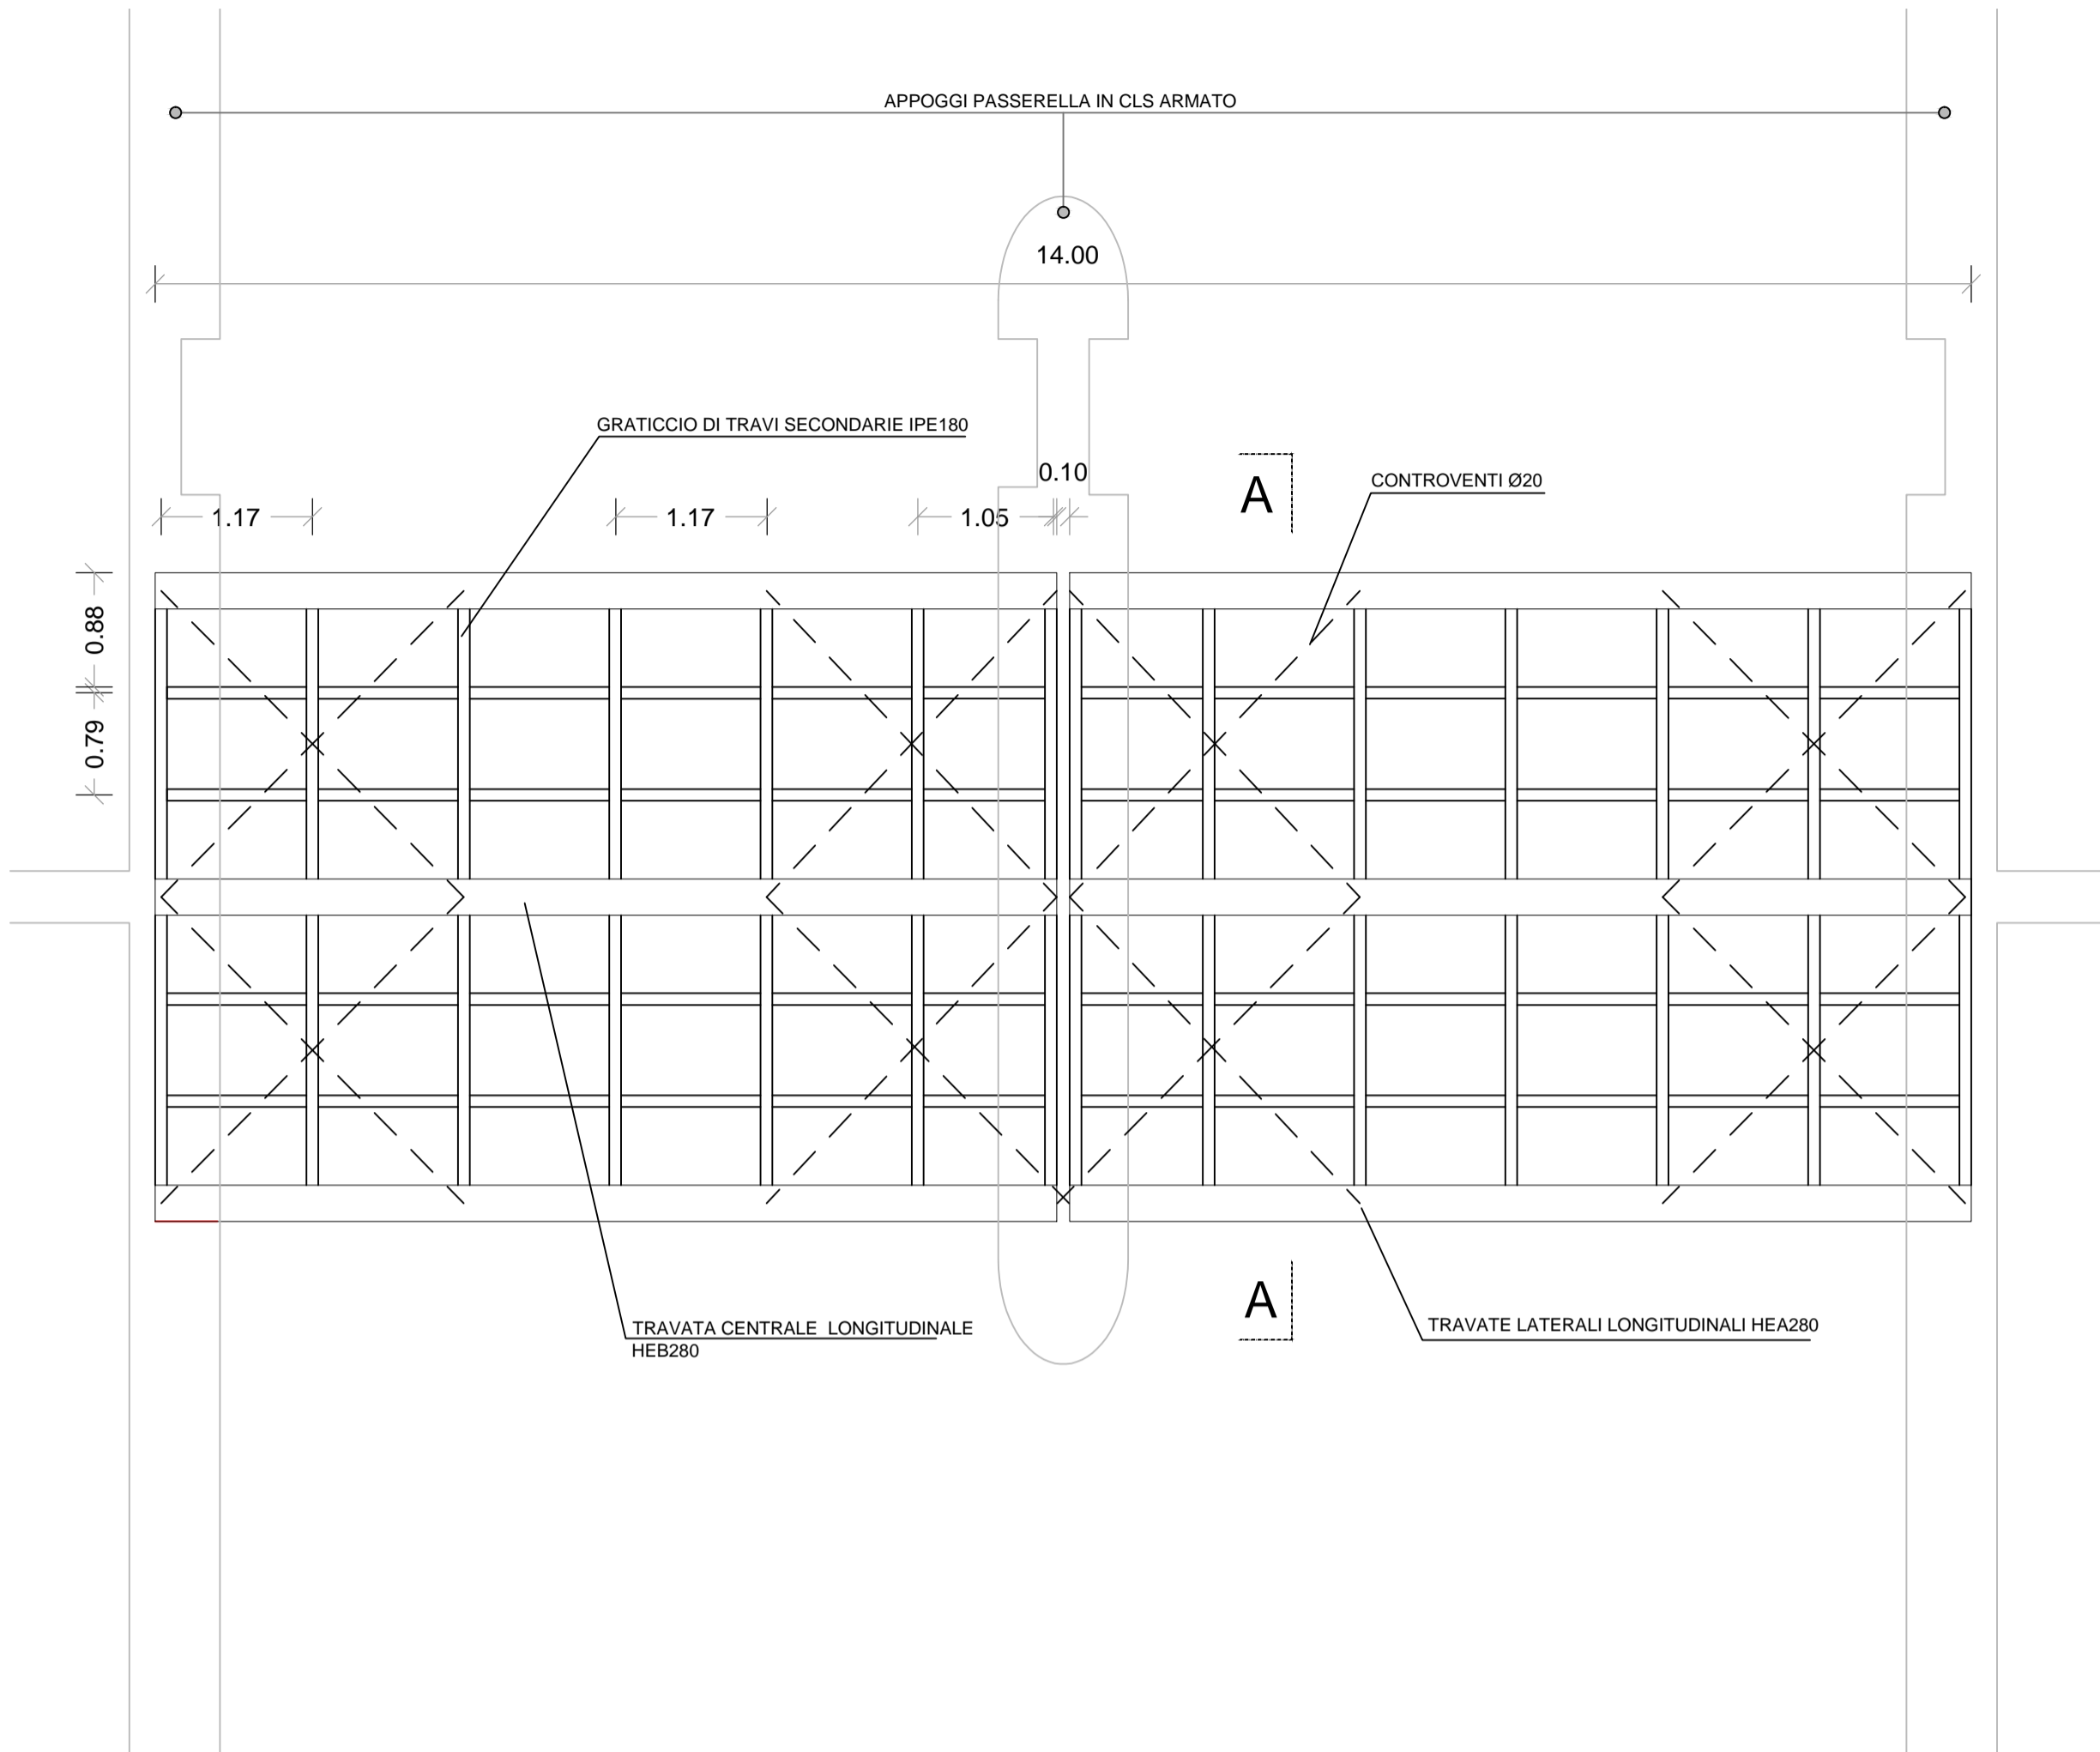 APPOGGI PASSERELLA IN CLS ARMATO
14.00
GRATICCIO DI TRAVI SECONDARIE IPE180
0.10
A
CONTROVENTI Ø20
1.17
1.17
1.05
0.88
0.79
A
TRAVATA CENTRALE LONGITUDINALE
HEB280
TRAVATE LATERALI LONGITUDINALI HEA280